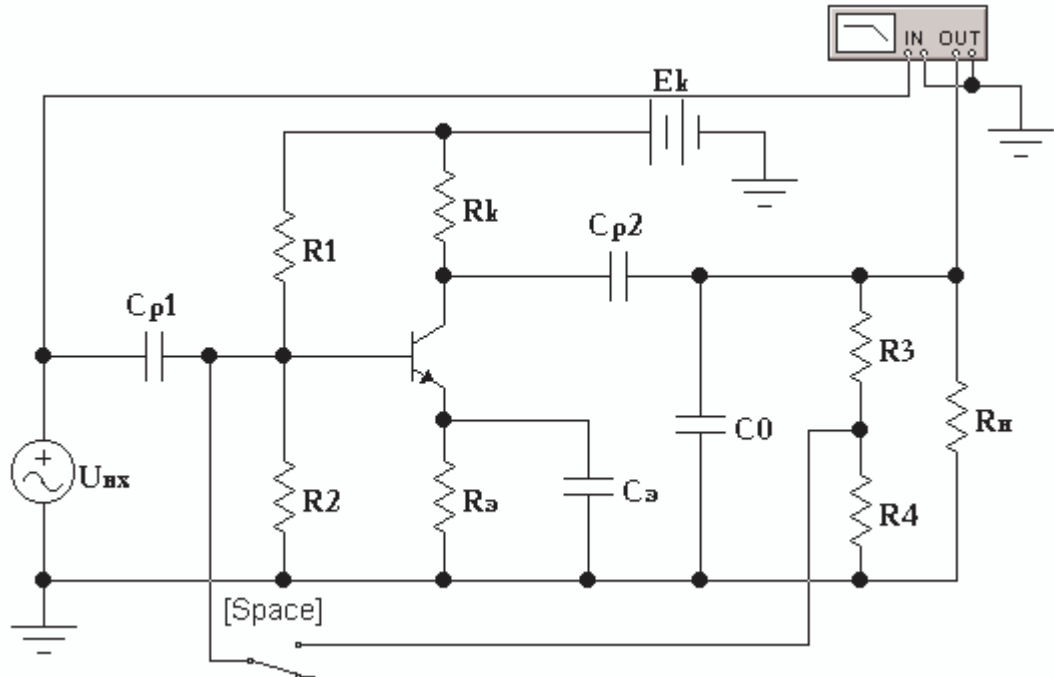 IN OUT
Ek
Rk
R1
Cp2
Cp1
R3
C0
Rн
Uвх
R2
Rэ
Cэ
R4
[Space]